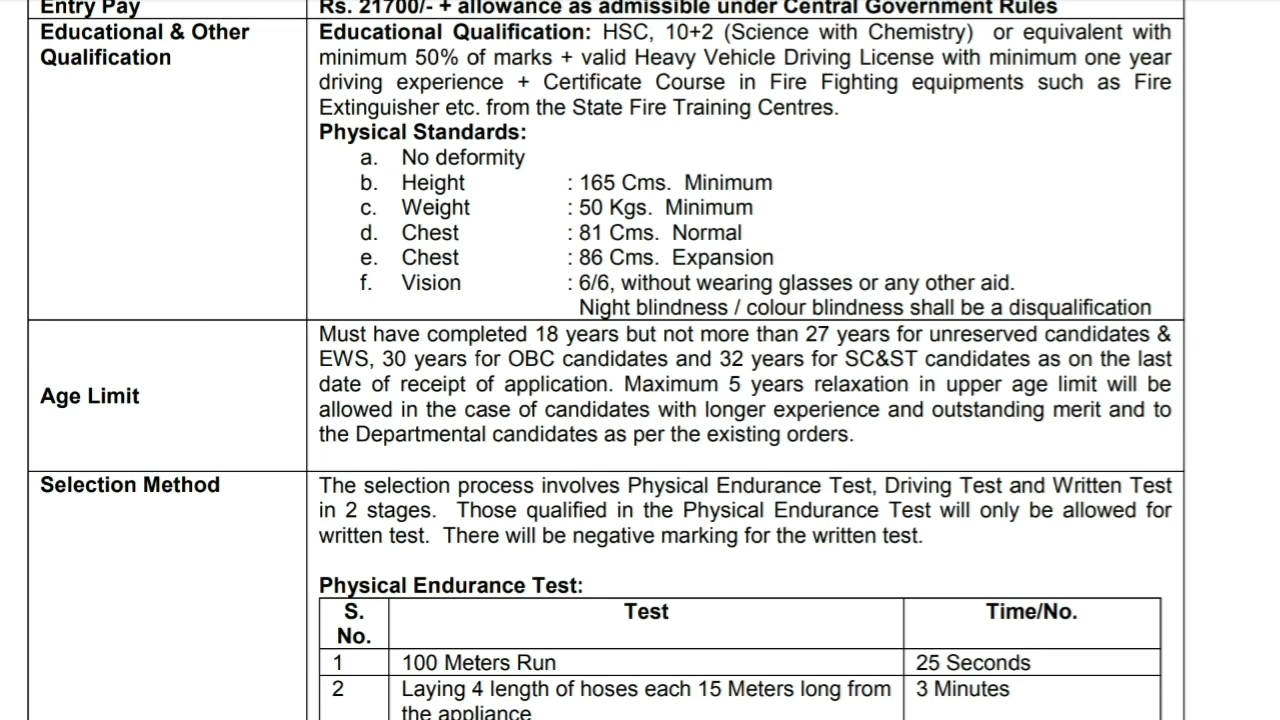 Entry Pay
Rs. 21700/- + allowance as admissible under Central Government Rules
Educational & Other
Qualification
Educational Qualification: HSC, 10+2 (Science with Chemistry) or equivalent with
minimum 50% of marks + valid Heavy Vehicle Driving License with minimum one year
driving experience + Certificate Course in Fire Fighting equipments such as Fire
Extinguisher etc. from the State Fire Training Centres.
Physical Standards:
a. No deformity
b. Height : 165 Cms. Minimum
c. Weight : 50 Kgs. Minimum
d. Chest : 81 Cms. Normal
e. Chest : 86 Cms. Expansion
f. Vision : 6/6, without wearing glasses or any other aid.
Night blindness / colour blindness shall be a disqualification
Age Limit
Must have completed 18 years but not more than 27 years for unreserved candidates &
EWS, 30 years for OBC candidates and 32 years for SC&ST candidates as on the last
date of receipt of application. Maximum 5 years relaxation in upper age limit will be
allowed in the case of candidates with longer experience and outstanding merit and to
the Departmental candidates as per the existing orders.
Selection Method
The selection process involves Physical Endurance Test, Driving Test and Written Test
in 2 stages. Those qualified in the Physical Endurance Test will only be allowed for
written test. There will be negative marking for the written test.
Physical Endurance Test:
S. No. Test Time/No.
1 100 Meters Run 25 Seconds
2 Laying 4 length of hoses each 15 Meters long from 3 Minutes
the appliance